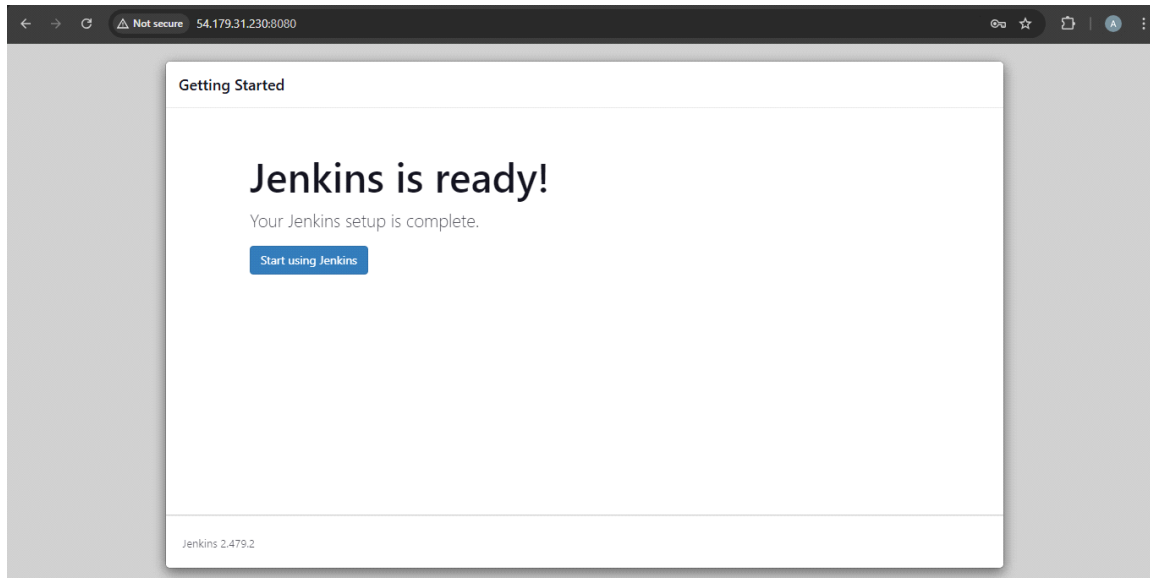 Not secure 54.179.31.230:8080
A
Getting Started
Jenkins is ready!
Your Jenkins setup is complete.
Start using Jenkins
Jenkins 2.479.2